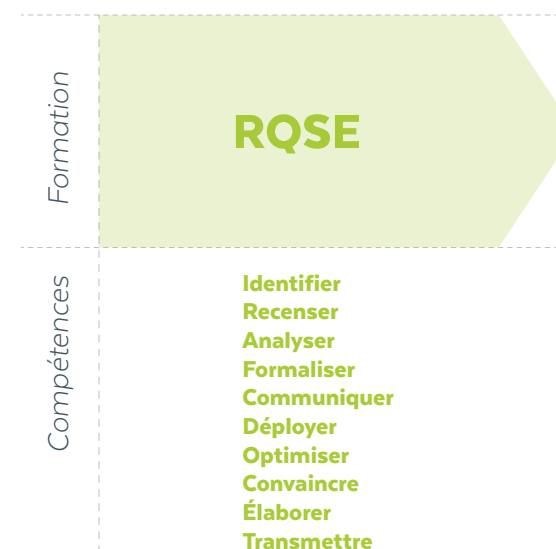 Formation
RQSE
Compétences
Identifier
Recenser
Analyser
Formaliser
Communiquer
Déployer
Optimiser
Convaincre
Élaborer
Transmettre